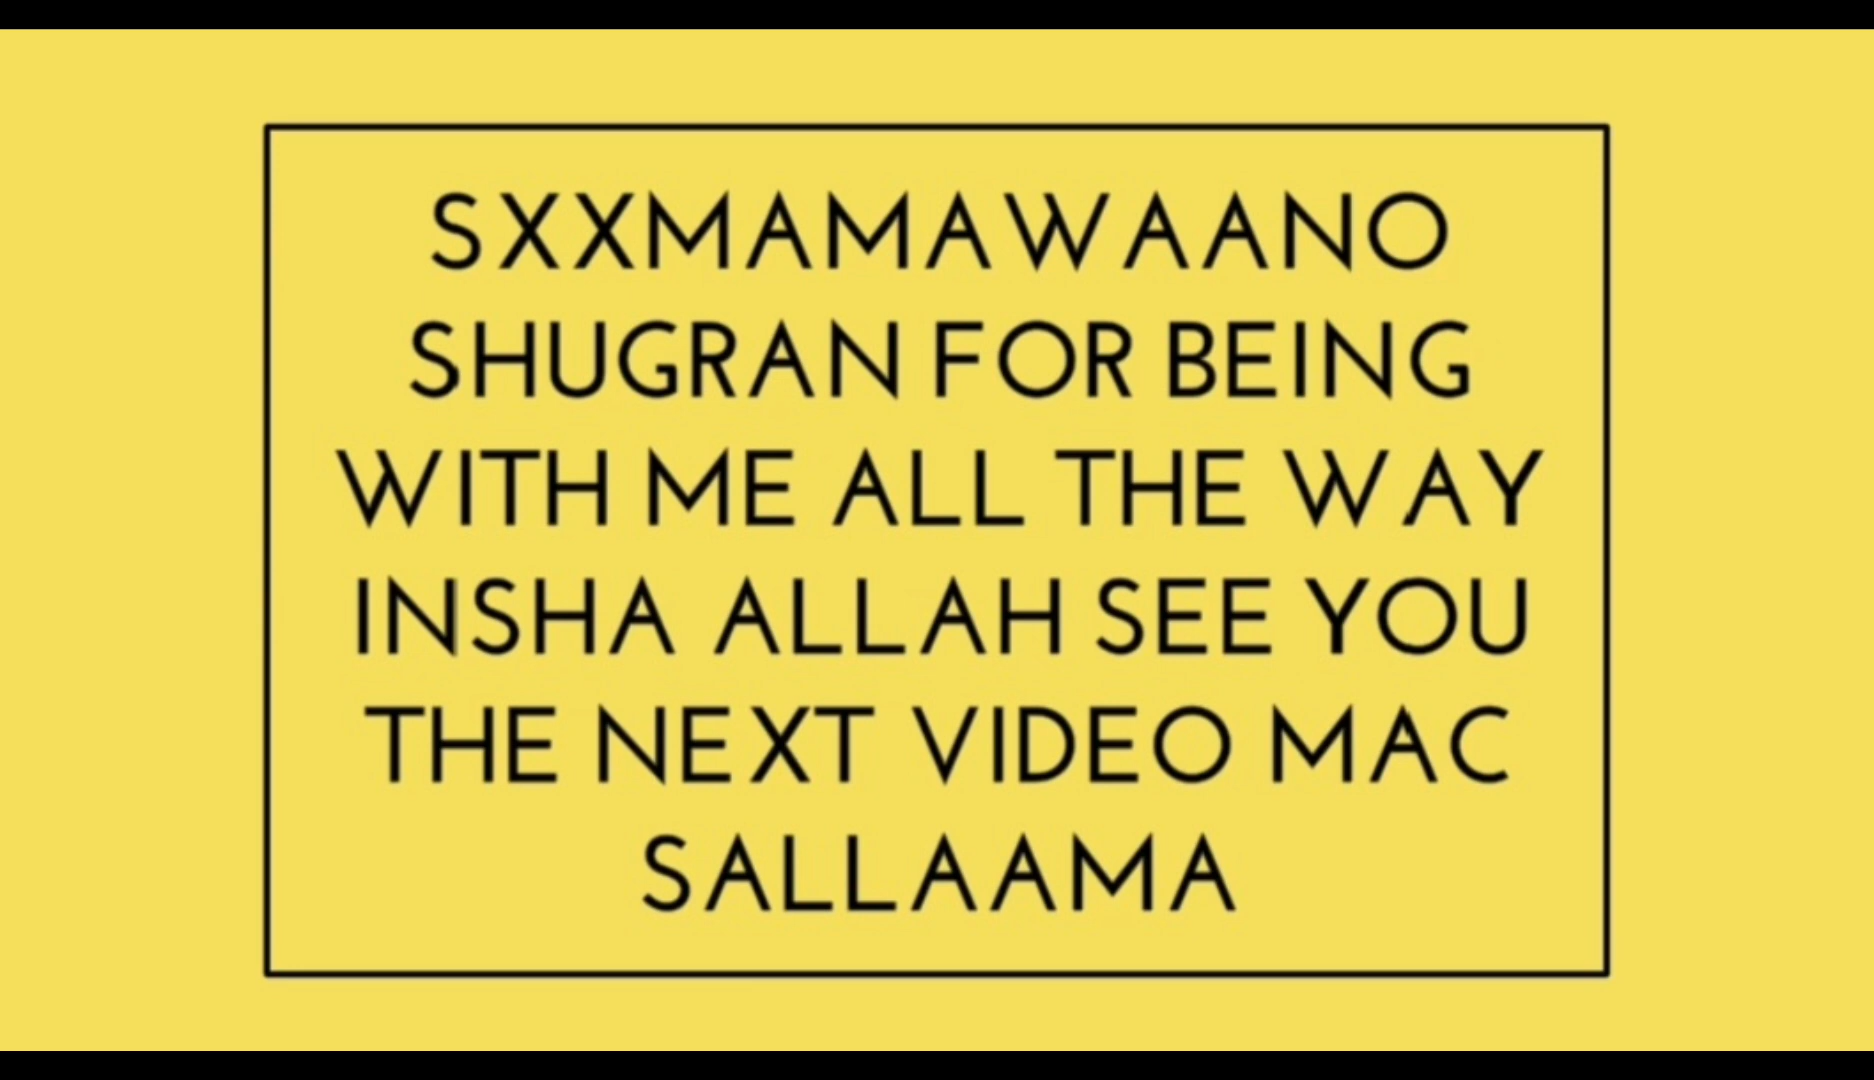 SXXMAMAWAANO
SHUGRAN FOR BEING
WITH ME ALL THE WAY
INSHA ALLAH SEE YOU
THE NEXT VIDEO MAC
SALLAAMA